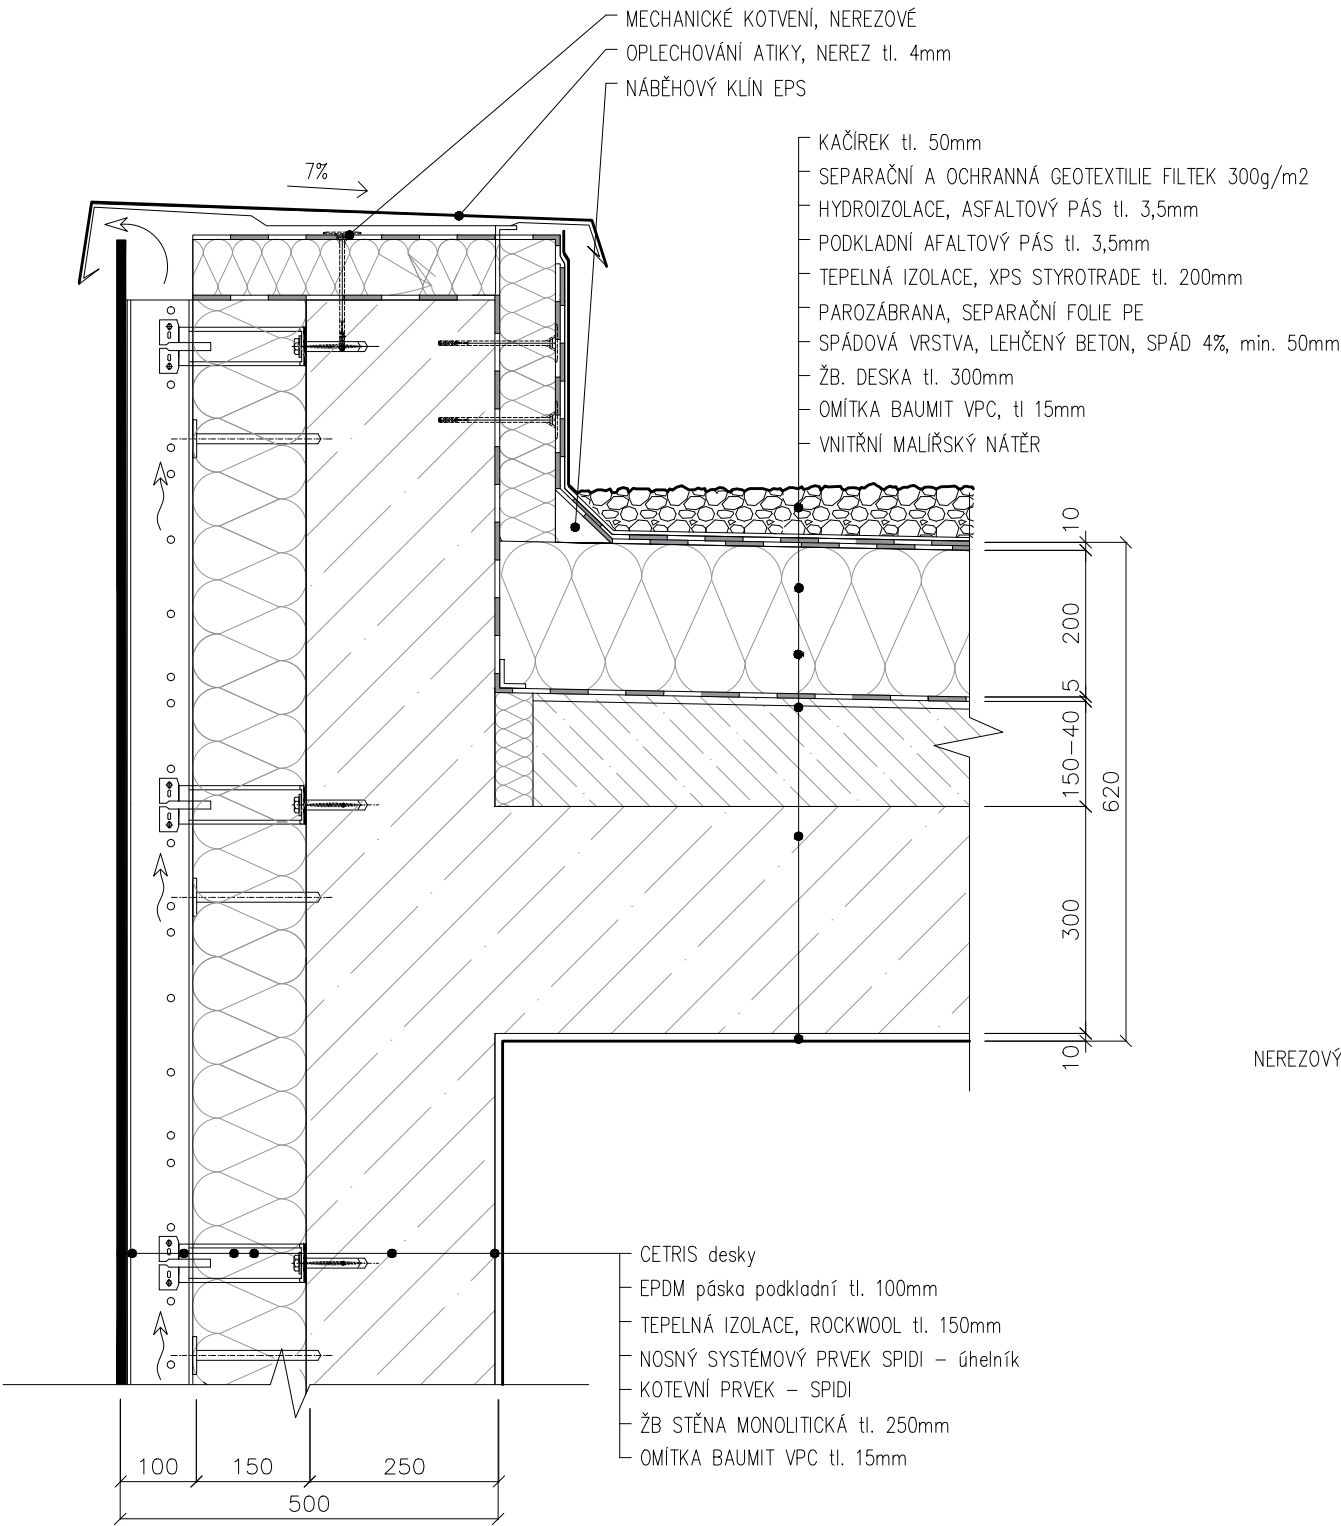 MECHANICKÉ KOTVENÍ, NEREZOVÉ
OPLECHOVÁNÍ ATIKY, NEREZ tl. 4mm
NÁBĚHOVÝ KLÍN EPS
KAČÍREK tl. 50mm
SEPARAČNÍ A OCHRANNÁ GEOTEXTILIE FILTEK 300g/m2
HYDROIZOLACE, ASFALTOVÝ PÁS tl. 3,5mm
PODKLADNÍ AFALTOVÝ PÁS tl. 3,5mm
TEPELNÁ IZOLACE, XPS STYROTRADE tl. 200mm
PAROZÁBRANA, SEPARAČNÍ FOLIE PE
SPÁDOVÁ VRSTVA, LEHČENÝ BETON, SPÁD 4%, min. 50mm
ŽB. DESKA tl. 300mm
OMÍTKA BAUMIT VPC, tl 15mm
VNITŘNÍ MALÍŘSKÝ NÁTĚR
7%
10
200
5
150-40
620
300
10
NEREZOVÝ
CETRIS desky
EPDM páska podkladní tl. 100mm
TEPELNÁ IZOLACE, ROCKWOOL tl. 150mm
NOSNÝ SYSTÉMOVÝ PRVEK SPIDI - úhelník
KOTEVNÍ PRVEK - SPIDI
ŽB STĚNA MONOLITICKÁ tl. 250mm
OMÍTKA BAUMIT VPC tl. 15mm
100 150 250
500